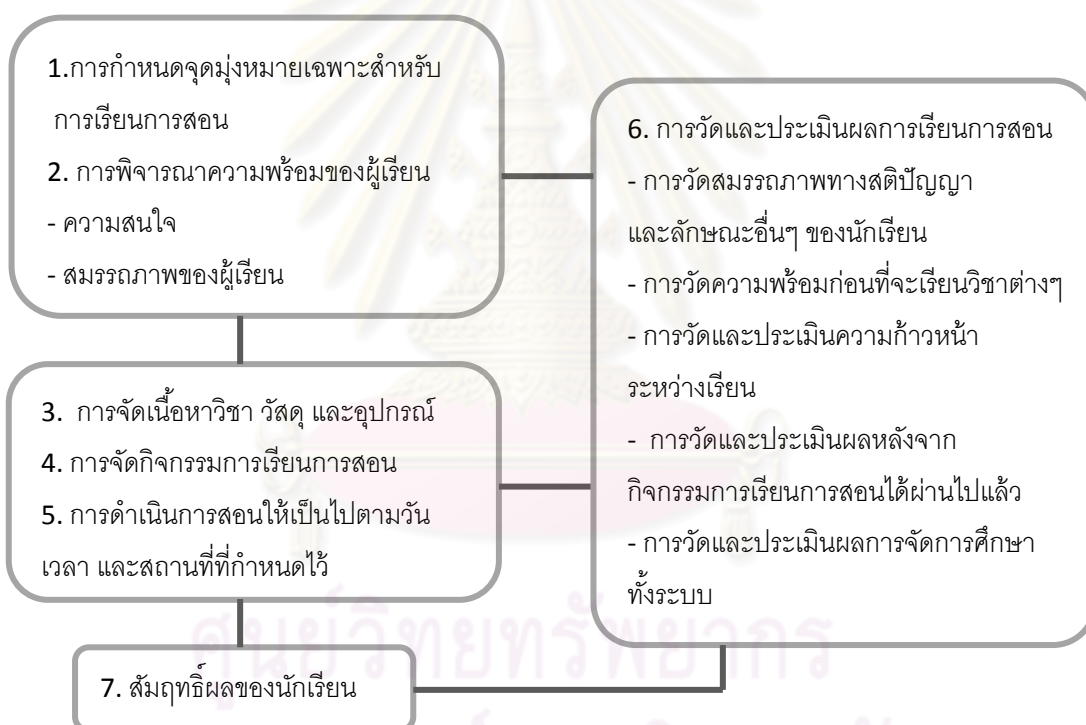 1.การกำหนดจุดมุ่งหมายเฉพาะสำหรับ
การเรียนการสอน
2. การพิจารณาความพร้อมของผู้เรียน
- ความสนใจ
- สมรรถภาพของผู้เรียน
3. การจัดเนื้อหาวิชา วัสดุ และอุปกรณ์
4. การจัดกิจกรรมการเรียนการสอน
5. การดำเนินการสอนให้เป็นไปตามวัน
เวลา และสถานที่ที่กำหนดไว้
6. การวัดและประเมินผลการเรียนการสอน
- การวัดสมรรถภาพทางสติปัญญา
และลักษณะอื่นๆ ของนักเรียน
- การวัดความพร้อมก่อนที่จะเรียนวิชาต่างๆ
- การวัดและประเมินความก้าวหน้า
ระหว่างเรียน
- การวัดและประเมินผลหลังจาก
กิจกรรมการเรียนการสอนได้ผ่านไปแล้ว
- การวัดและประเมินผลการจัดการศึกษา
ทั้งระบบ
7. สัมฤทธิ์ผลของนักเรียน
ศูนย์วิทยทรัพยากร